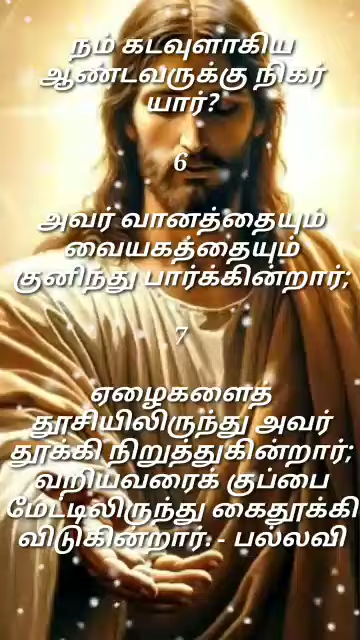 நம் கடவுளாகிய
ஆண்டவருக்கு நிகர்
யார்?
6
அவர் வானத்தையும்
வையகத்தையும்
குனிந்து பார்க்கின்றார்;
7
ஏழைகளைத்
தூசியிலிருந்து அவர்
தூக்கி நிறுத்துகின்றார்;
வறியவரைக் குப்பை
மேட்டிலிருந்து கைதூக்கி
விடுகின்றார். - பல்லவி